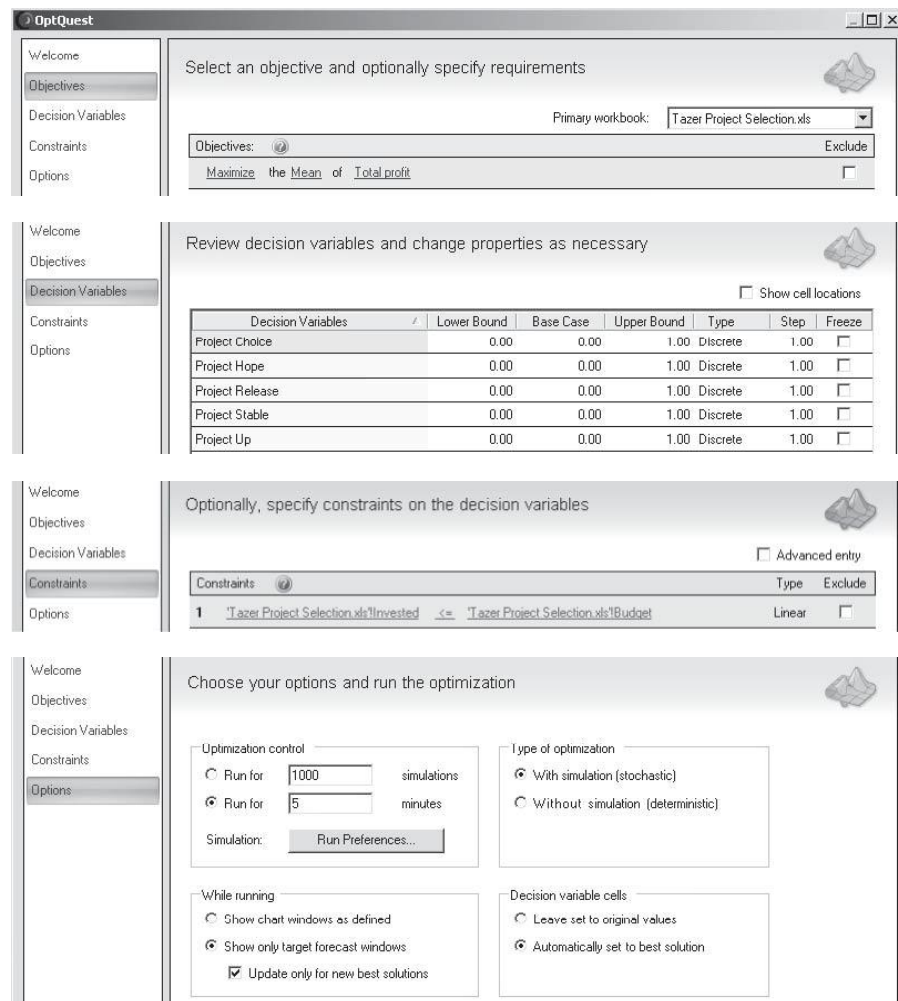 OptQuest
Welcome
Objectives
Decision Variables
Constraints
Options
Select an objective and optionally specify requirements
Primary workbook: Tazer Project Selection.xls
Objectives: Exclude
Maximize the Mean of Total profit
Welcome
Objectives
Decision Variables
Constraints
Options
Review decision variables and change properties as necessary
Show cell locations
Decision Variables Lower Bound Base Case Upper Bound Type Step Freeze
Project Choice 0.00 0.00 1.00 Discrete 1.00
Project Hope 0.00 0.00 1.00 Discrete 1.00
Project Release 0.00 0.00 1.00 Discrete 1.00
Project Stable 0.00 0.00 1.00 Discrete 1.00
Project Up 0.00 0.00 1.00 Discrete 1.00
Welcome
Objectives
Decision Variables
Constraints
Options
Optionally, specify constraints on the decision variables
Advanced entry
Constraints Type Exclude
1 'Tazer Project Selection.xls'!Invested <= 'Tazer Project Selection.xls'!Budget Linear
Welcome
Objectives
Decision Variables
Constraints
Options
Choose your options and run the optimization
Optimization control
Run for 1000 simulations
Run for 5 minutes
Simulation: Run Preferences...
Type of optimization
With simulation (stochastic)
Without simulation (deterministic)
While running
Show chart windows as defined
Show only target forecast windows
Update only for new best solutions
Decision variable cells
Leave set to original values
Automatically set to best solution